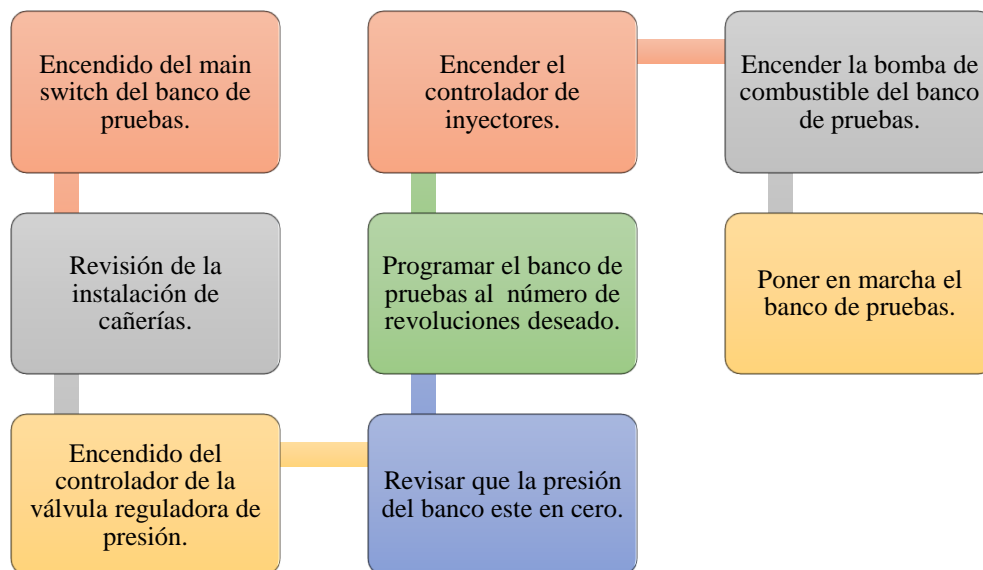 Encendido del main
switch del banco de
pruebas.
Revisión de la
instalación de
cañerías.
Encendido del
controlador de la
válvula reguladora de
presión.
Revisar que la presión
del banco este en cero.
Programar el banco de
pruebas al número de
revoluciones deseado.
Encender el
controlador de
inyectores.
Encender la bomba de
combustible del banco
de pruebas.
Poner en marcha el
banco de pruebas.